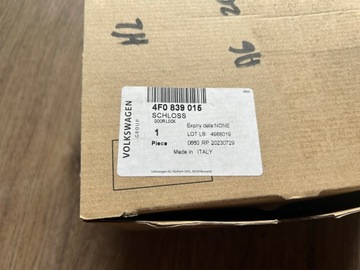 VOLKSWAGEN
GROUP
4F0 839 015
SCHLOSS
DOORLOCK
Expiry date NONE
1
LOT LS 4988019
Piece
0660 RP 20230729
Made in ITALY